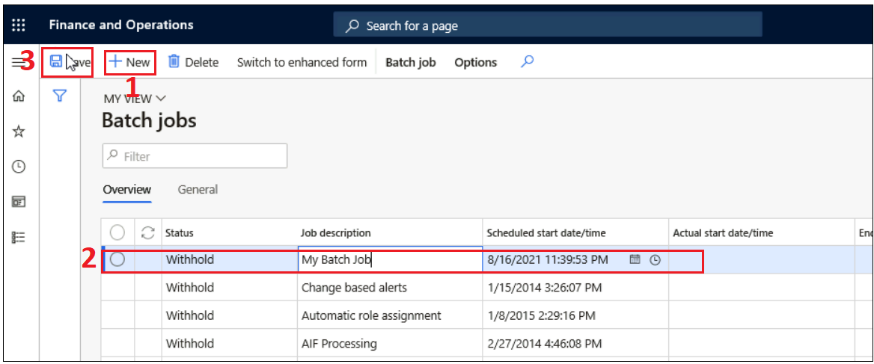 Finance and Operations Search for a page
3 Save New Delete Switch to enhanced form Batch job Options
1
MY VIEW
Batch jobs
Filter
Overview General
Status Job description Scheduled start date/time Actual start date/time
2 Withhold My Batch Job 8/16/2021 11:39:53 PM
Withhold Change based alerts 1/15/2014 3:26:07 PM
Withhold Automatic role assignment 1/8/2015 2:29:16 PM
Withhold AIF Processing 2/27/2014 4:46:08 PM